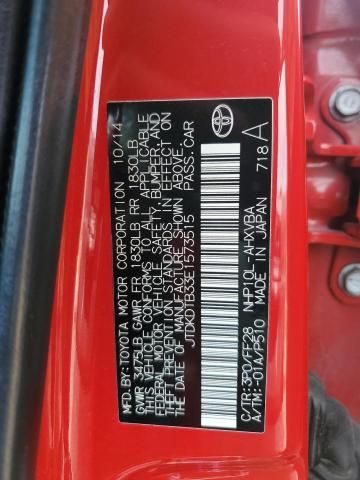 MFD.BY:TOYOTA MOTOR CORPORATION 10/14
GVWR 3475LB GAWR FR 1830LB RR 1830LB
THIS VEHICLE CONFORMS TO ALL APPLICABLE
FEDERAL MOTOR VEHICLE SAFETY, BUMPER, AND
THEFT PREVENTION STANDARDS IN EFFECT ON
THE DATE OF MANUFACTURE SHOWN ABOVE.
JTDKDTB33E1573515 PASS.CAR
C/TR:3P0/FF28 NHP10L -AHXVBA
A/TM: -01A/P510 MADE IN JAPAN 718A